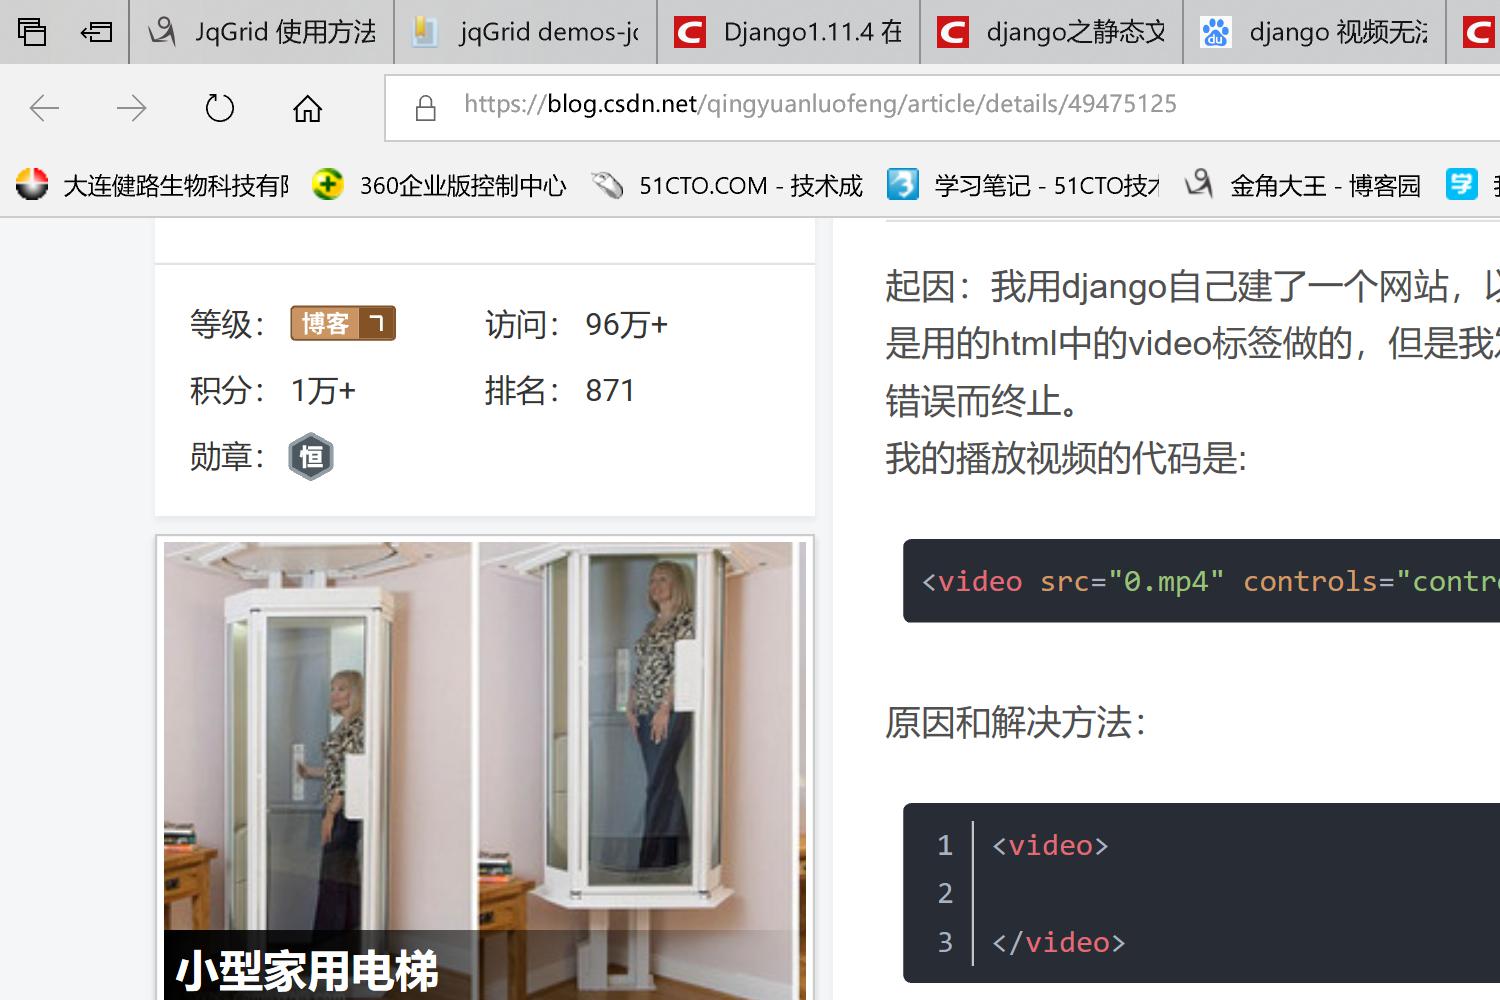 JqGrid 使用方法
jqGrid demos-jc
Django1.11.4 在
django之静态文
django 视频无法
https://blog.csdn.net/qingyuanluofeng/article/details/49475125
大连健路生物科技有限
360企业版控制中心
51CTO.COM - 技术成
学习笔记 - 51CTO技术
金角大王 - 博客园
学
等级： 博客 7
访问： 96万+
积分： 1万+
排名： 871
勋章： 恒
小型家用电梯
起因：我用django自己建了一个网站，以
是用的html中的video标签做的，但是我发
错误而终止。
我的播放视频的代码是:
<video src="0.mp4" controls="contro
原因和解决方法：
1 <video>
2
3 </video>